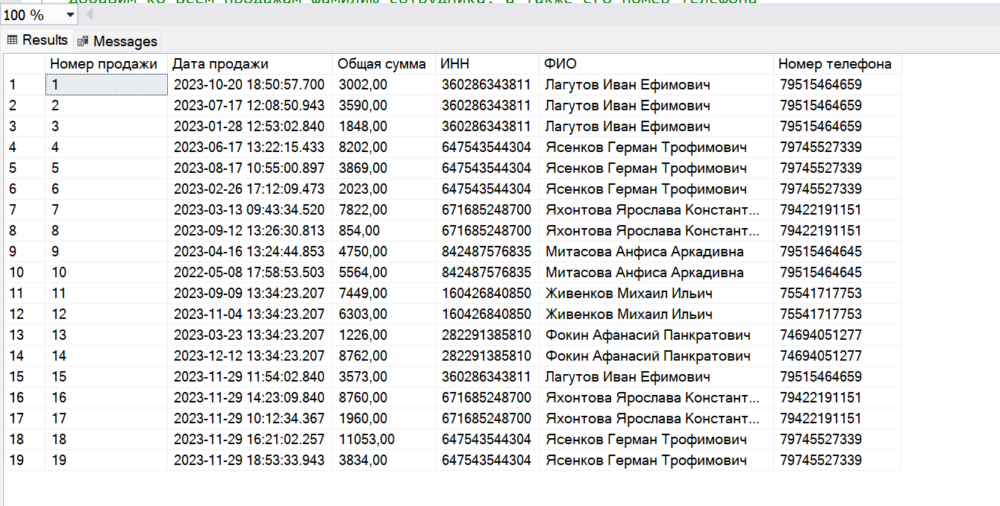 Добавим ко всем продажам фамилию сотрудника, а также его номер телефона
100 %
Results Messages
Номер продажи Дата продажи Общая сумма ИНН ФИО Номер телефона
1 1 2023-10-20 18:50:57.700 3002,00 360286343811 Лагутов Иван Ефимович 79515464659
2 2 2023-07-17 12:08:50.943 3590,00 360286343811 Лагутов Иван Ефимович 79515464659
3 3 2023-01-28 12:53:02.840 1848,00 360286343811 Лагутов Иван Ефимович 79515464659
4 4 2023-06-17 13:22:15.433 8202,00 647543544304 Ясенков Герман Трофимович 79745527339
5 5 2023-08-17 10:55:00.897 3869,00 647543544304 Ясенков Герман Трофимович 79745527339
6 6 2023-02-26 17:12:09.473 2023,00 647543544304 Ясенков Герман Трофимович 79745527339
7 7 2023-03-13 09:43:34.520 7822,00 671685248700 Яхонтова Ярослава Констант... 79422191151
8 8 2023-09-12 13:26:30.813 854,00 671685248700 Яхонтова Ярослава Констант... 79422191151
9 9 2023-04-16 13:24:44.853 4750,00 842487576835 Митасова Анфиса Аркадивна 79515464645
10 10 2022-05-08 17:58:53.503 5564,00 842487576835 Митасова Анфиса Аркадивна 79515464645
11 11 2023-09-09 13:34:23.207 7449,00 160426840850 Живенков Михаил Ильич 75541717753
12 12 2023-11-04 13:34:23.207 6303,00 160426840850 Живенков Михаил Ильич 75541717753
13 13 2023-03-23 13:34:23.207 1226,00 282291385810 Фокин Афанасий Панкратович 74694051277
14 14 2023-12-12 13:34:23.207 8762,00 282291385810 Фокин Афанасий Панкратович 74694051277
15 15 2023-11-29 11:54:02.840 3573,00 360286343811 Лагутов Иван Ефимович 79515464659
16 16 2023-11-29 14:23:09.840 8760,00 671685248700 Яхонтова Ярослава Констант... 79422191151
17 17 2023-11-29 10:12:34.367 1960,00 671685248700 Яхонтова Ярослава Констант... 79422191151
18 18 2023-11-29 16:21:02.257 11053,00 647543544304 Ясенков Герман Трофимович 79745527339
19 19 2023-11-29 18:53:33.943 3834,00 647543544304 Ясенков Герман Трофимович 79745527339